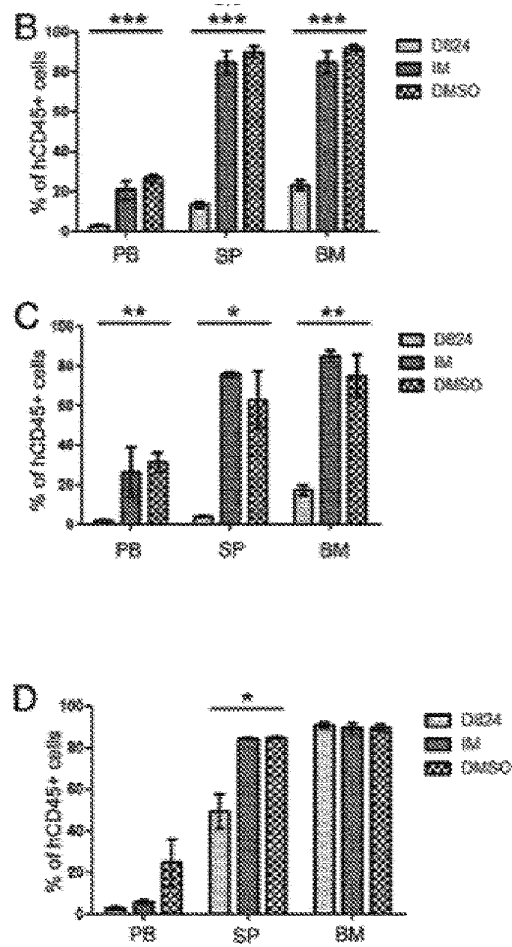 B
***
***
***
% of hCD45+ cells
100
80
60
40
20
0
PB
SP
BM
D824
IM
DMSO
C
**
*
**
% of hCD45+ cells
100
80
60
40
20
0
PB
SP
BM
D824
IM
DMSO
D
*
% of hCD45+ cells
100
80
60
40
20
0
PB
SP
BM
D824
IM
DMSO